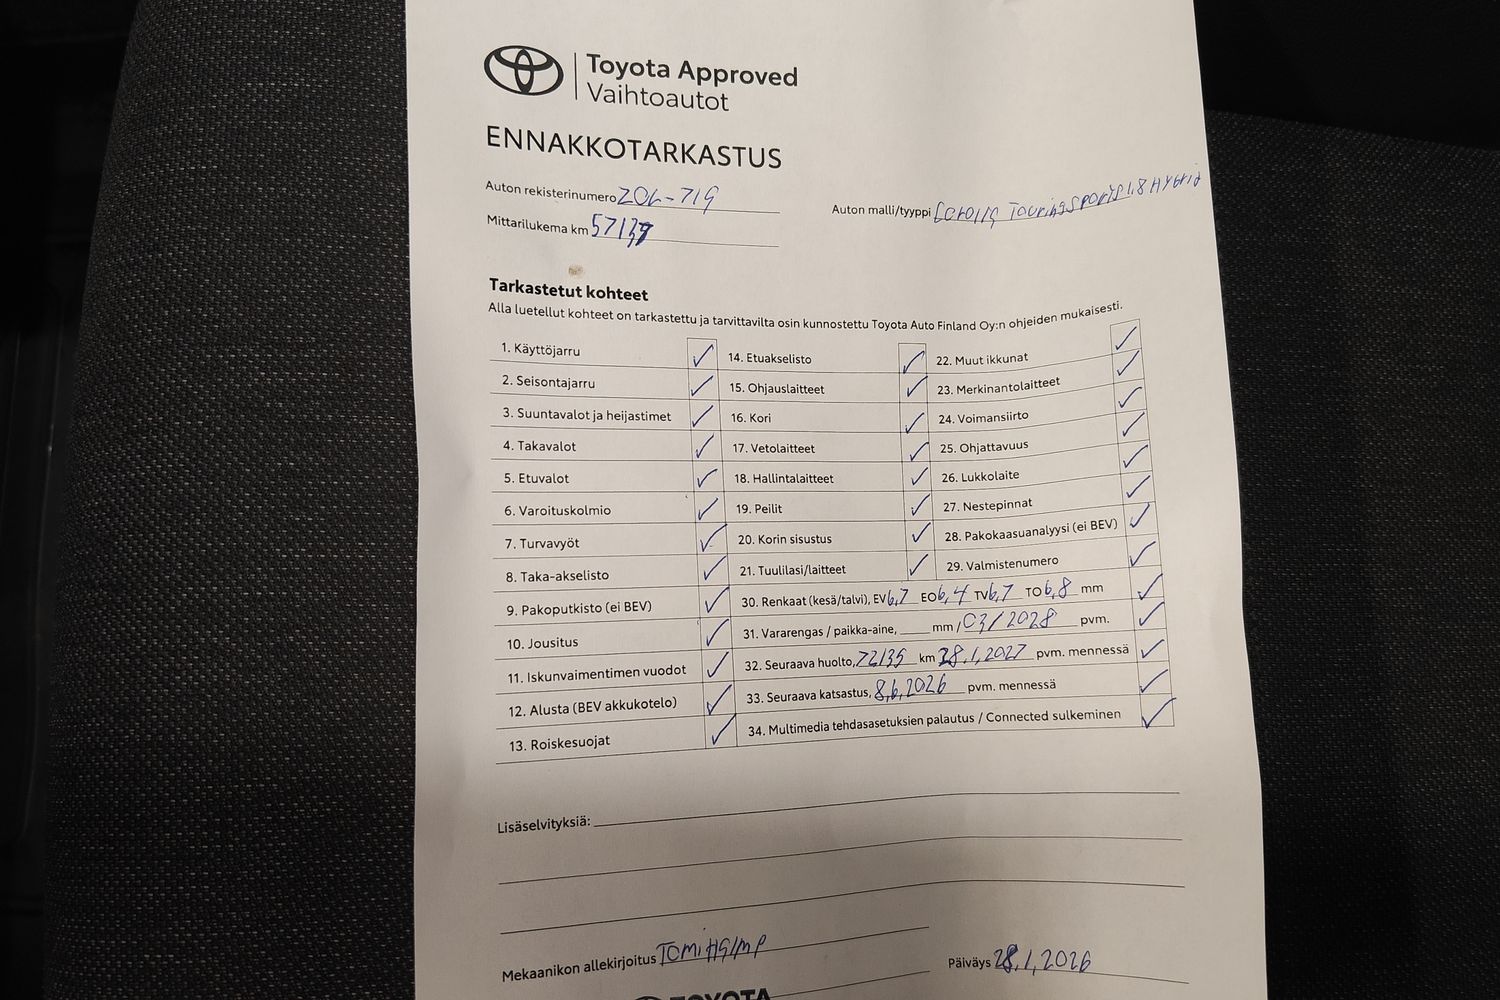 Toyota Approved
Vaihtoautot
ENNAKKOTARKASTUS
Auton rekisterinumero ZOL-719
Auton malli/tyyppi Corolla Touring Sports 1.8 Hybrid
Mittarilukema km 57137
Tarkastetut kohteet
Alla luetellut kohteet on tarkastettu ja tarvittavilta osin kunnostettu Toyota Auto Finland Oy:n ohjeiden mukaisesti.
1. Käyttöjarru ✓
2. Seisontajarru ✓
3. Suuntavalot ja heijastimet ✓
4. Takavalot ✓
5. Etuvalot ✓
6. Varoituskolmio ✓
7. Turvavyöt ✓
8. Taka-akselisto ✓
9. Pakoputkisto (ei BEV) ✓
10. Jousitus ✓
11. Iskunvaimentimen vuodot ✓
12. Alusta (BEV akkukotelo) ✓
13. Roiskesuojat ✓
14. Etuakselisto ✓
15. Ohjauslaitteet ✓
16. Kori ✓
17. Vetolaitteet ✓
18. Hallintalaitteet ✓
19. Peilit ✓
20. Korin sisustus ✓
21. Tuulilasi/laitteet ✓
22. Muut ikkunat ✓
23. Merkinantolaitteet ✓
24. Voimansiirto ✓
25. Ohjattavuus ✓
26. Lukkolaite ✓
27. Nestepinnat ✓
28. Pakokaasuanalyysi (ei BEV) ✓
29. Valmistenumero ✓
30. Renkaat (kesä/talvi), EV 6,7 EO 6,4 TV 6,7 TO 6,8 mm ✓
31. Vararengas / paikka-aine, ____ mm / 03/2028 pvm. ✓
32. Seuraava huolto, 72135 km 28.1.2027 pvm. mennessä ✓
33. Seuraava katsastus, 8.6.2026 pvm. mennessä ✓
34. Multimedia tehdasasetuksien palautus / Connected sulkeminen ✓
Lisäselvityksiä:
Mekaanikon allekirjoitus Tomi
Päiväys 28.1.2026
TOYOTA